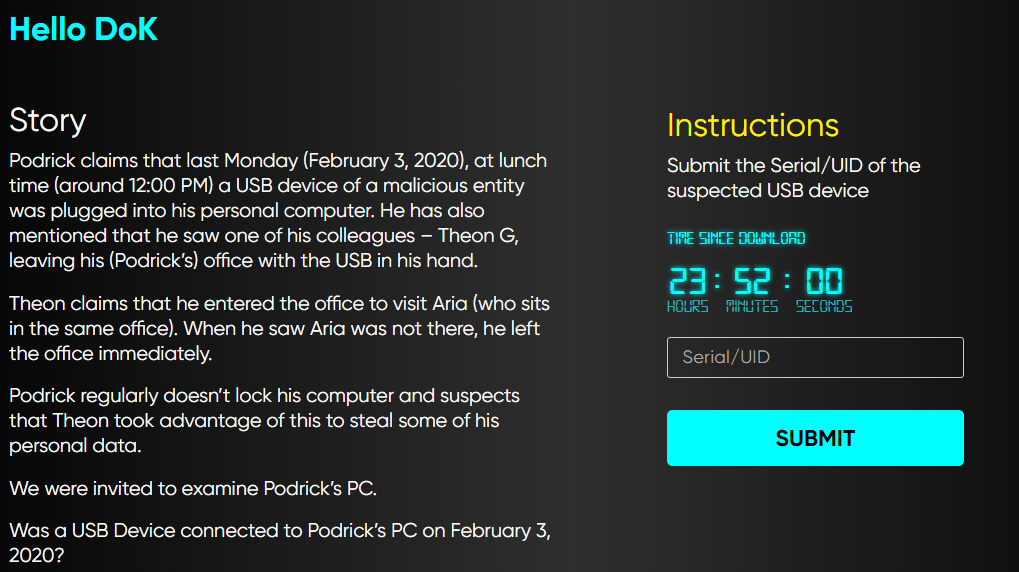 Hello DoK
Story
Podrick claims that last Monday (February 3, 2020), at lunch
time (around 12:00 PM) a USB device of a malicious entity
was plugged into his personal computer. He has also
mentioned that he saw one of his colleagues – Theon G,
leaving his (Podrick's) office with the USB in his hand.
Theon claims that he entered the office to visit Aria (who sits
in the same office). When he saw Aria was not there, he left
the office immediately.
Podrick regularly doesn't lock his computer and suspects
that Theon took advantage of this to steal some of his
personal data.
We were invited to examine Podrick's PC.
Was a USB Device connected to Podrick's PC on February 3,
2020?
Instructions
Submit the Serial/UID of the
suspected USB device
TIME SINCE DOWNLOAD
23 : 52 : 00
HOURS MINUTES SECONDS
Serial/UID
SUBMIT